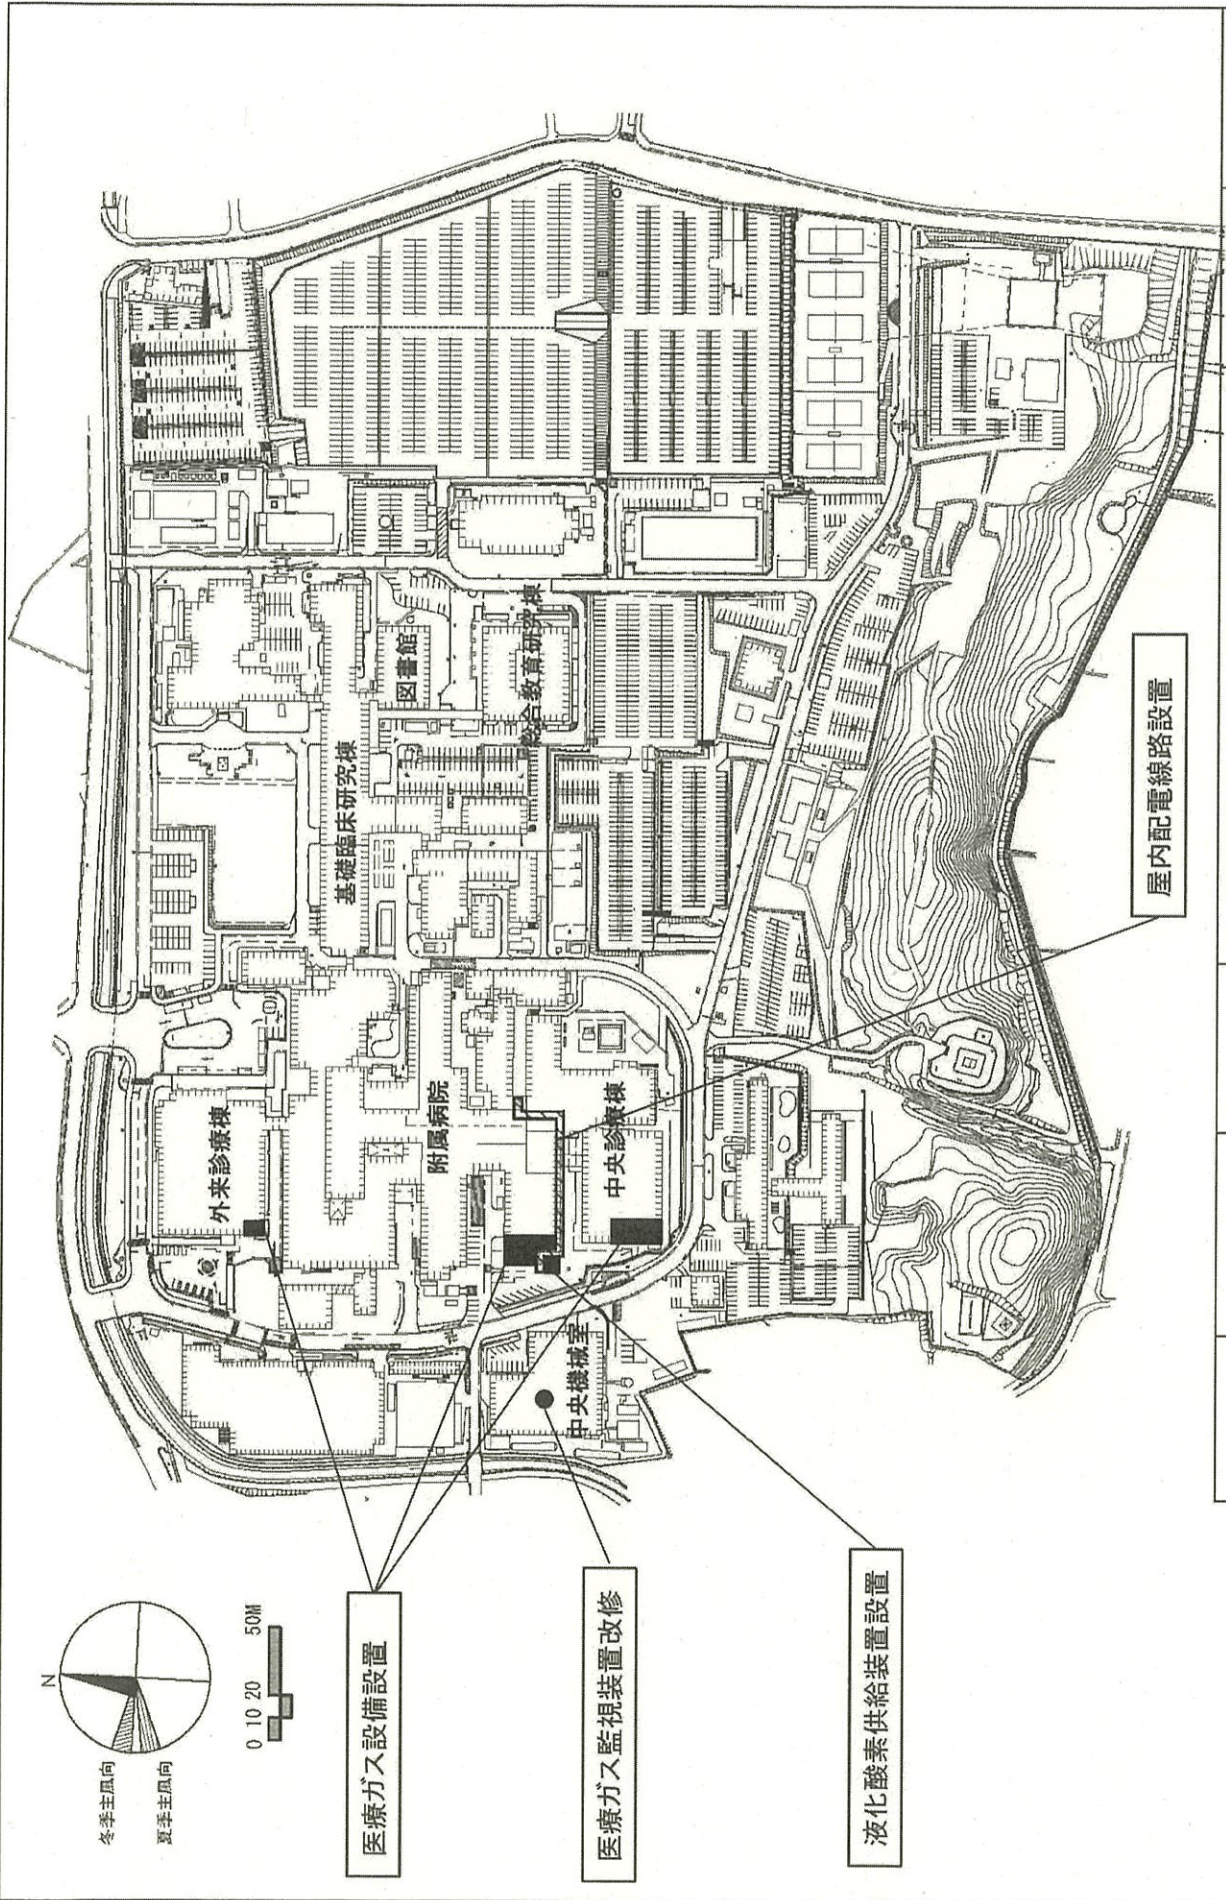 冬季主風向
夏季主風向
N
0 10 20 50M
医療ガス設備設置
医療ガス監視装置改修
液化酸素供給装置設置
屋内配電線路設置
外来診療棟
附属病院
中央診療棟
中央機械室
基礎臨床研究棟
図書館
総合教育研究棟